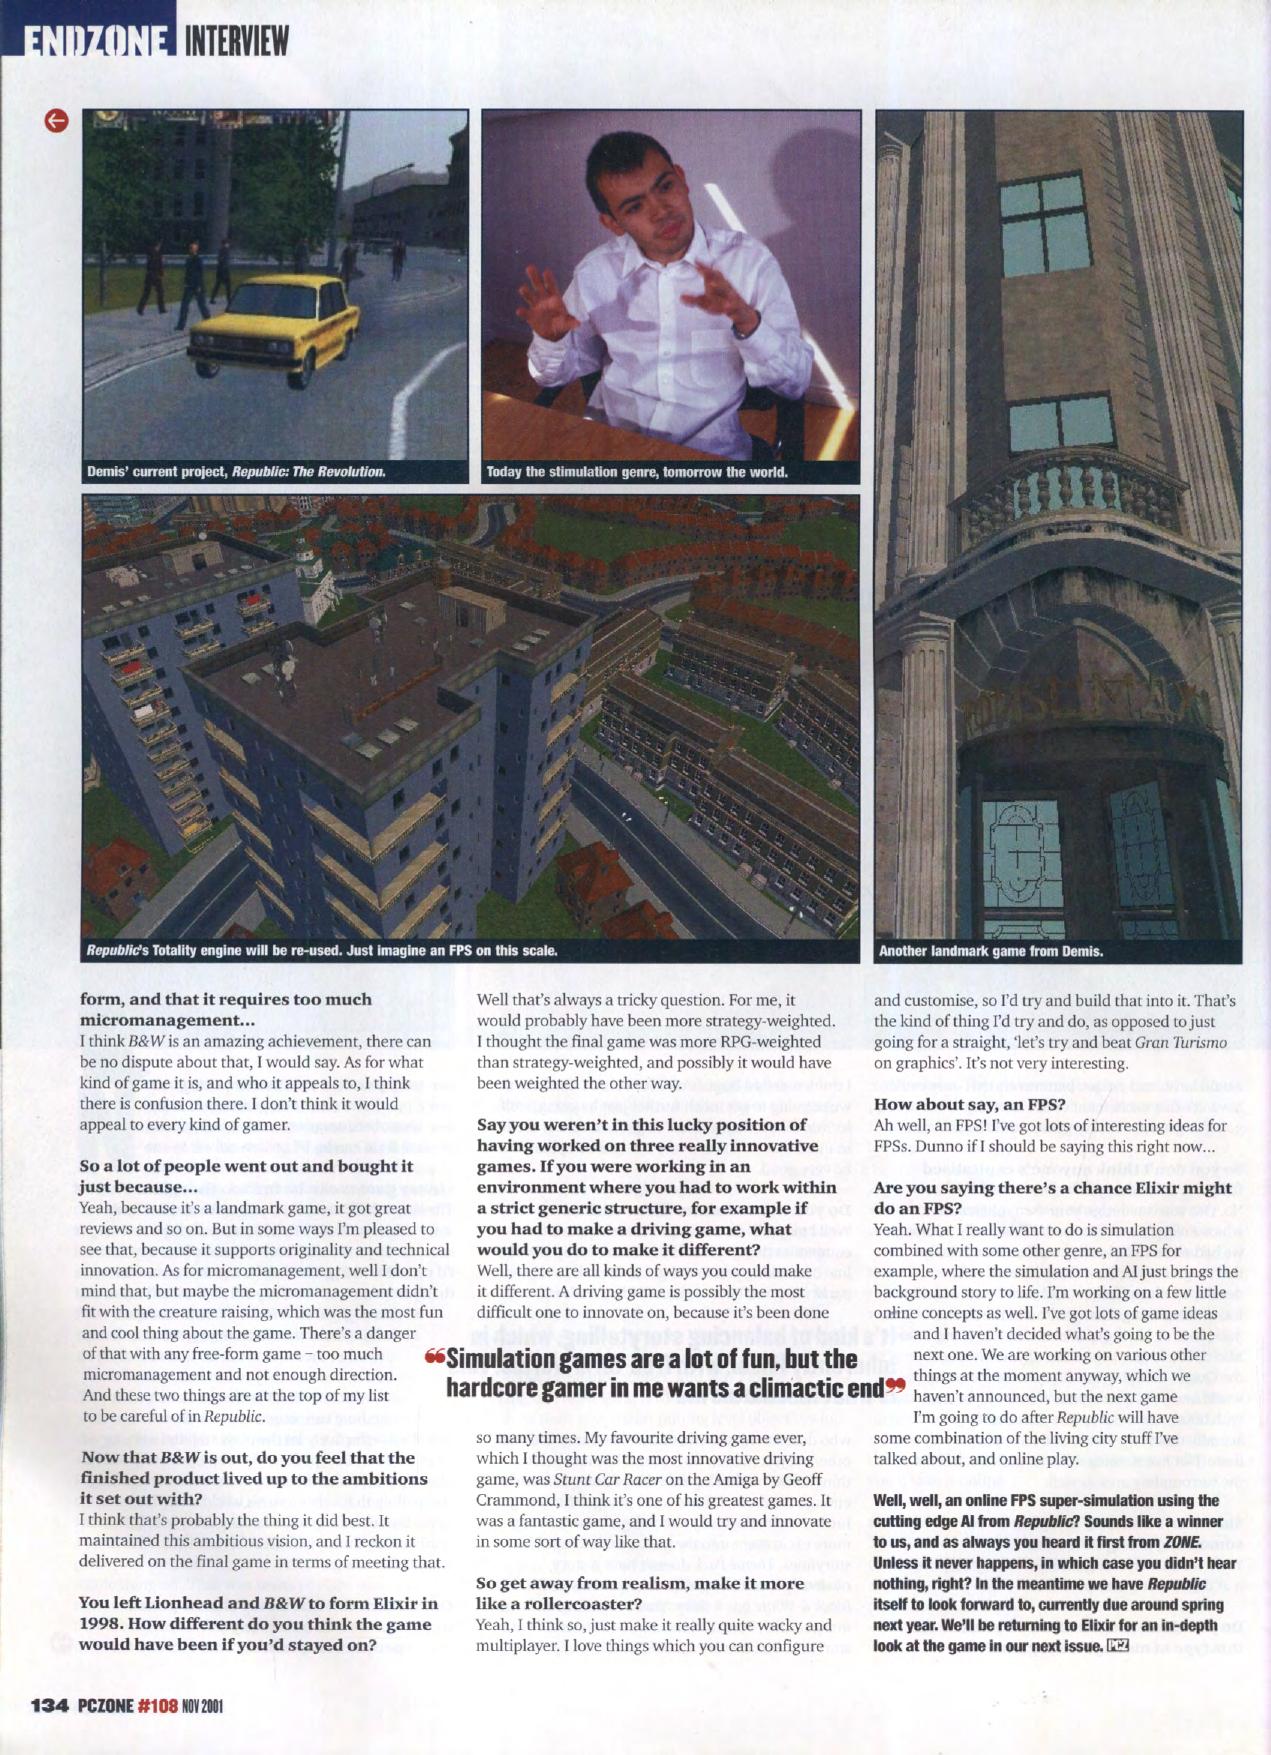 ENDZONE INTERVIEW
Demis' current project, Republic: The Revolution.
Today the stimulation genre, tomorrow the world.
Republic's Totality engine will be re-used. Just imagine an FPS on this scale.
Another landmark game from Demis.
form, and that it requires too much
micromanagement...
I think B&W is an amazing achievement, there can
be no dispute about that, I would say. As for what
kind of game it is, and who it appeals to, I think
there is confusion there. I don't think it would
appeal to every kind of gamer.
So a lot of people went out and bought it
just because...
Yeah, because it's a landmark game, it got great
reviews and so on. But in some ways I'm pleased to
see that, because it supports originality and technical
innovation. As for micromanagement, well I don't
mind that, but maybe the micromanagement didn't
fit with the creature raising, which was the most fun
and cool thing about the game. There's a danger
of that with any free-form game – too much
micromanagement and not enough direction.
And these two things are at the top of my list
to be careful of in Republic.
Now that B&W is out, do you feel that the
finished product lived up to the ambitions
it set out with?
I think that's probably the thing it did best. It
maintained this ambitious vision, and I reckon it
delivered on the final game in terms of meeting that.
You left Lionhead and B&W to form Elixir in
1998. How different do you think the game
would have been if you'd stayed on?
Well that's always a tricky question. For me, it
would probably have been more strategy-weighted.
I thought the final game was more RPG-weighted
than strategy-weighted, and possibly it would have
been weighted the other way.
Say you weren't in this lucky position of
having worked on three really innovative
games. If you were working in an
environment where you had to work within
a strict generic structure, for example if
you had to make a driving game, what
would you do to make it different?
Well, there are all kinds of ways you could make
it different. A driving game is possibly the most
difficult one to innovate on, because it's been done
❝Simulation games are a lot of fun, but the
hardcore gamer in me wants a climactic end❞
so many times. My favourite driving game ever,
which I thought was the most innovative driving
game, was Stunt Car Racer on the Amiga by Geoff
Crammond, I think it's one of his greatest games. It
was a fantastic game, and I would try and innovate
in some sort of way like that.
So get away from realism, make it more
like a rollercoaster?
Yeah, I think so, just make it really quite wacky and
multiplayer. I love things which you can configure
and customise, so I'd try and build that into it. That's
the kind of thing I'd try and do, as opposed to just
going for a straight, 'let's try and beat Gran Turismo
on graphics'. It's not very interesting.
How about say, an FPS?
Ah well, an FPS! I've got lots of interesting ideas for
FPSs. Dunno if I should be saying this right now...
Are you saying there's a chance Elixir might
do an FPS?
Yeah. What I really want to do is simulation
combined with some other genre, an FPS for
example, where the simulation and AI just brings the
background story to life. I'm working on a few little
online concepts as well. I've got lots of game ideas
and I haven't decided what's going to be the
next one. We are working on various other
things at the moment anyway, which we
haven't announced, but the next game
I'm going to do after Republic will have
some combination of the living city stuff I've
talked about, and online play.
Well, well, an online FPS super-simulation using the
cutting edge AI from Republic? Sounds like a winner
to us, and as always you heard it first from ZONE.
Unless it never happens, in which case you didn't hear
nothing, right? In the meantime we have Republic
itself to look forward to, currently due around spring
next year. We'll be returning to Elixir for an in-depth
look at the game in our next issue. PCZ
134 PCZONE #108 NOV 2001